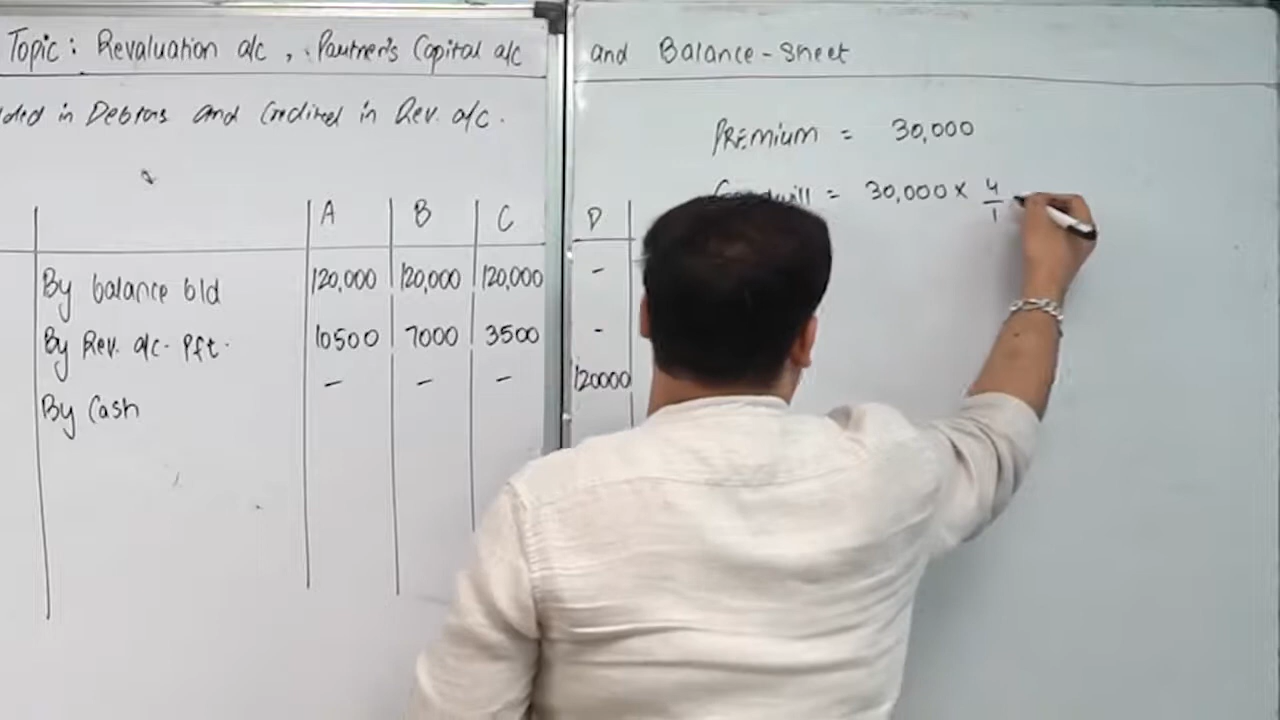 Topic: Revaluation a/c, Partner's Capital a/c and Balance-Sheet
in Debtors and Credited in Rev. a/c.
PREMium = 30,000
= 30,000 × 4/1
A B C D
By balance b/d 120,000 120,000 120,000 -
By Rev. a/c- Pft. 10500 7000 3500 -
By Cash - - - 120000